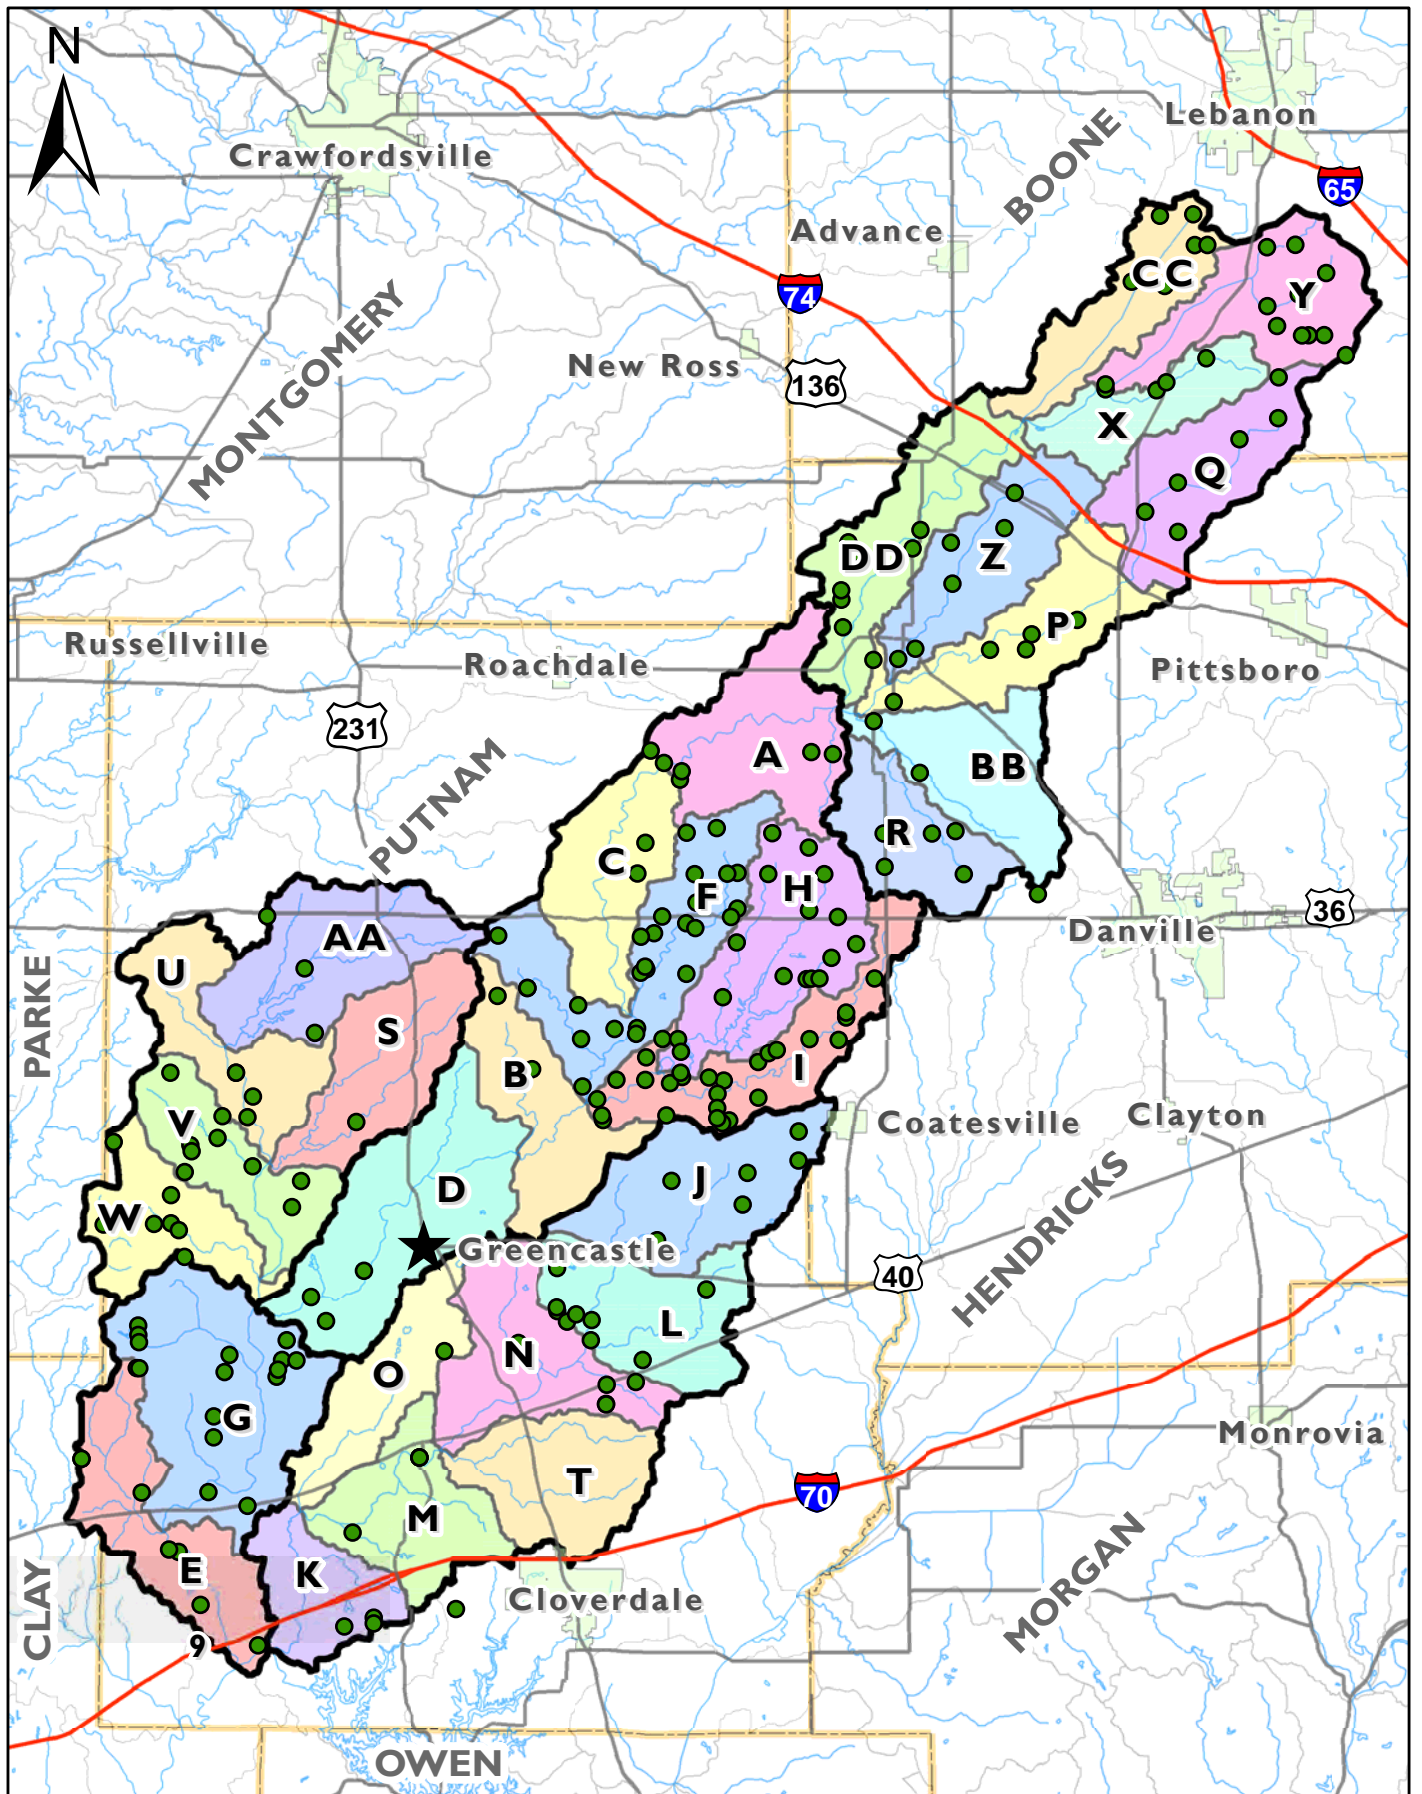 N
Lebanon
BOONE
Crawfordsville
65
Advance
CC
74
Y
MONTGOMERY
New Ross
136
X
Q
DD
Z
P
Russellville
Roachdale
Pittsboro
231
A
BB
PUTNAM
R
C
F
H
36
Danville
AA
U
PARKE
S
I
B
V
Coatesville
Clayton
J
D
W
HENDRICKS
Greencastle
40
L
N
O
G
Monrovia
T
70
M
MORGAN
E
K
CLAY
Cloverdale
9
OWEN